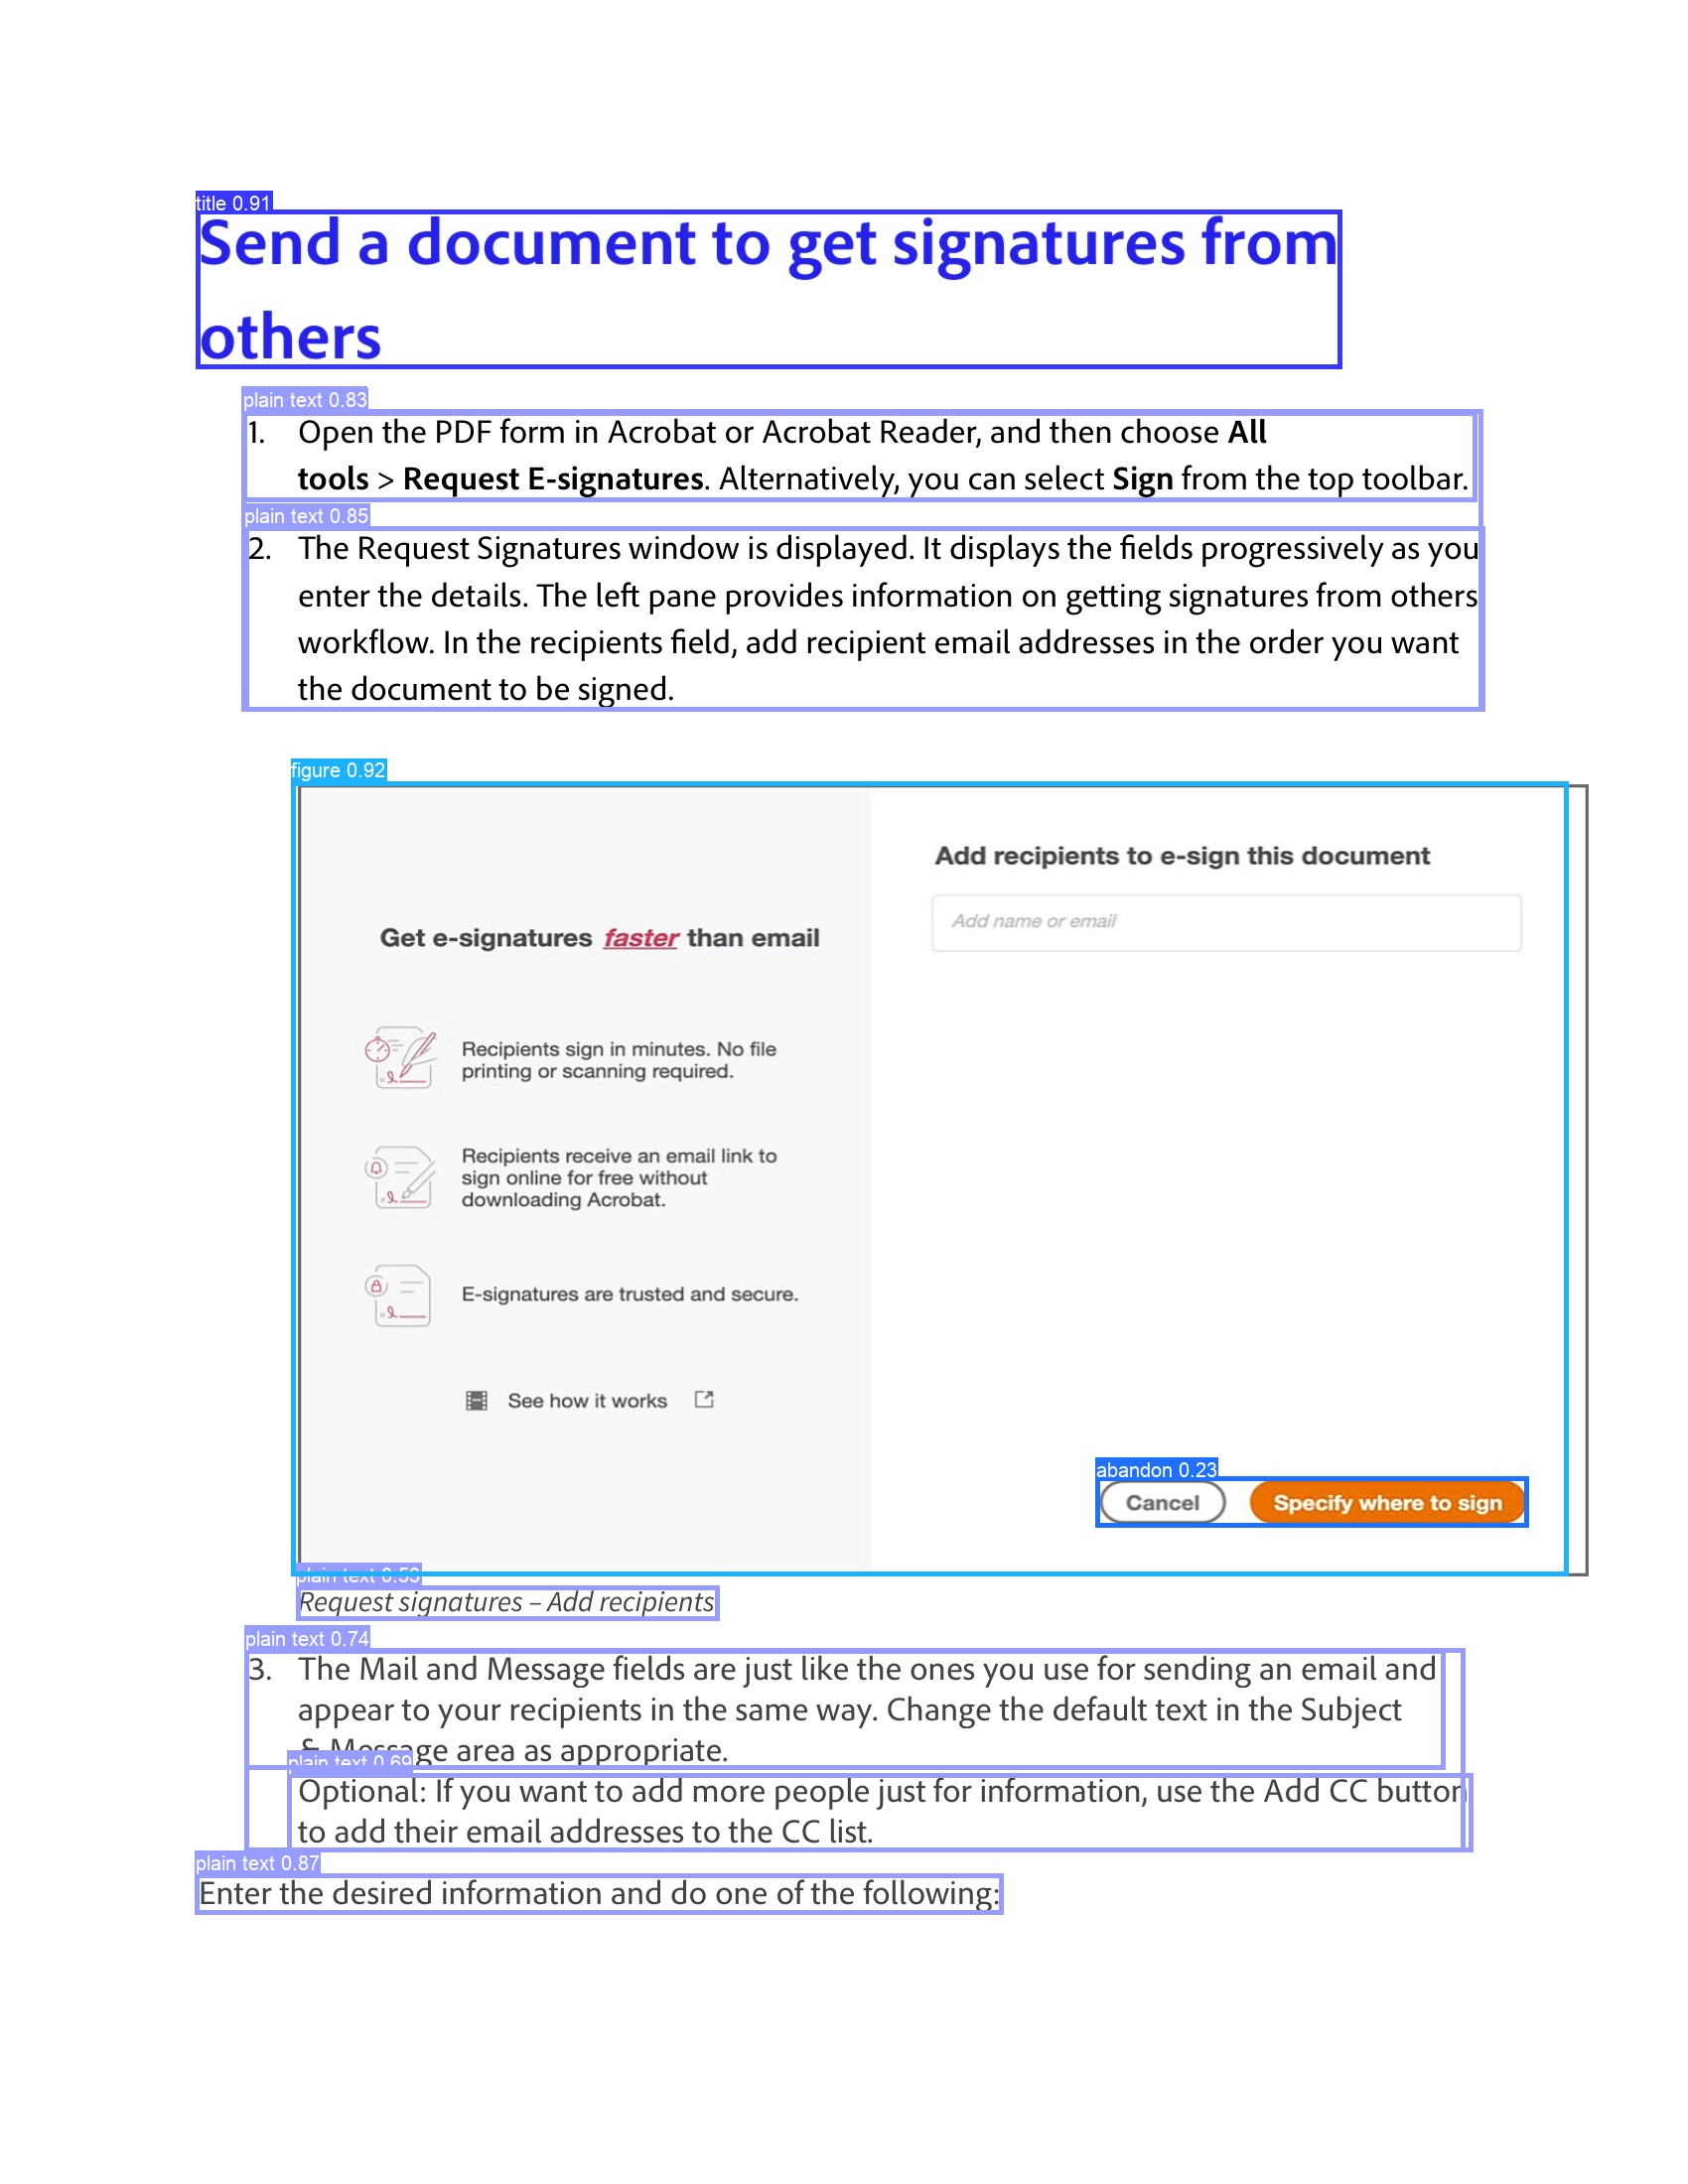 title 0.91
Send a document to get signatures from
others
plain text 0.83
1. Open the PDF form in Acrobat or Acrobat Reader, and then choose All
tools > Request E-signatures. Alternatively, you can select Sign from the top toolbar.
plain text 0.85
2. The Request Signatures window is displayed. It displays the fields progressively as you
enter the details. The left pane provides information on getting signatures from others
workflow. In the recipients field, add recipient email addresses in the order you want
the document to be signed.
figure 0.92
Get e-signatures faster than email
Recipients sign in minutes. No file
printing or scanning required.
Recipients receive an email link to
sign online for free without
downloading Acrobat.
E-signatures are trusted and secure.
See how it works
Add recipients to e-sign this document
Add name or email
abandon 0.23
Cancel
Specify where to sign
plain text 0.53
Request signatures – Add recipients
plain text 0.74
3. The Mail and Message fields are just like the ones you use for sending an email and
appear to your recipients in the same way. Change the default text in the Subject
& Message area as appropriate.
plain text 0.69
Optional: If you want to add more people just for information, use the Add CC button
to add their email addresses to the CC list.
plain text 0.87
Enter the desired information and do one of the following: